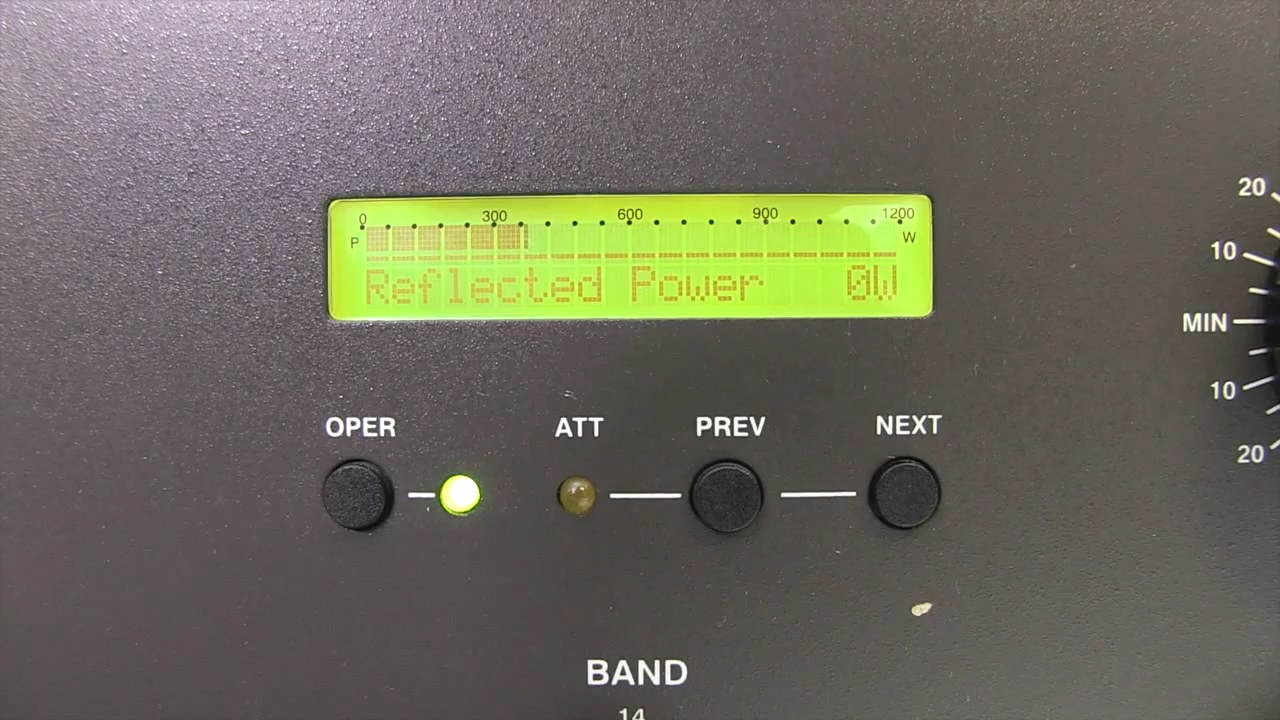 0 300 600 900 1200
P W
Reflected Power 0W
20
10
MIN
10
20
OPER ATT PREV NEXT
BAND
14